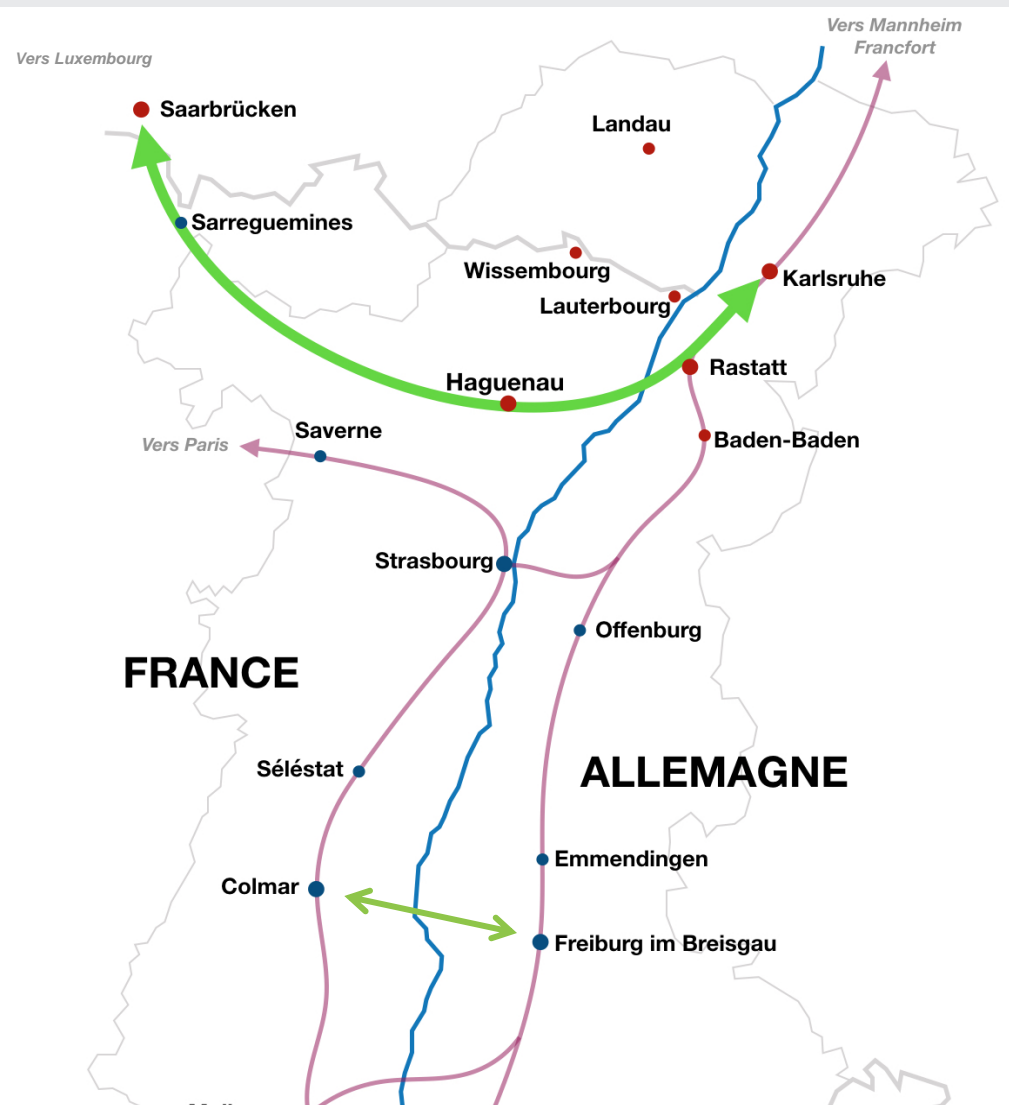 Vers Mannheim
Francfort
Vers Luxembourg
Saarbrücken
Landau
Sarreguemines
Wissembourg
Karlsruhe
Lauterbourg
Rastatt
Haguenau
Saverne
Baden-Baden
Vers Paris
Strasbourg
Offenburg
FRANCE
Séléstat
ALLEMAGNE
Emmendingen
Colmar
Freiburg im Breisgau